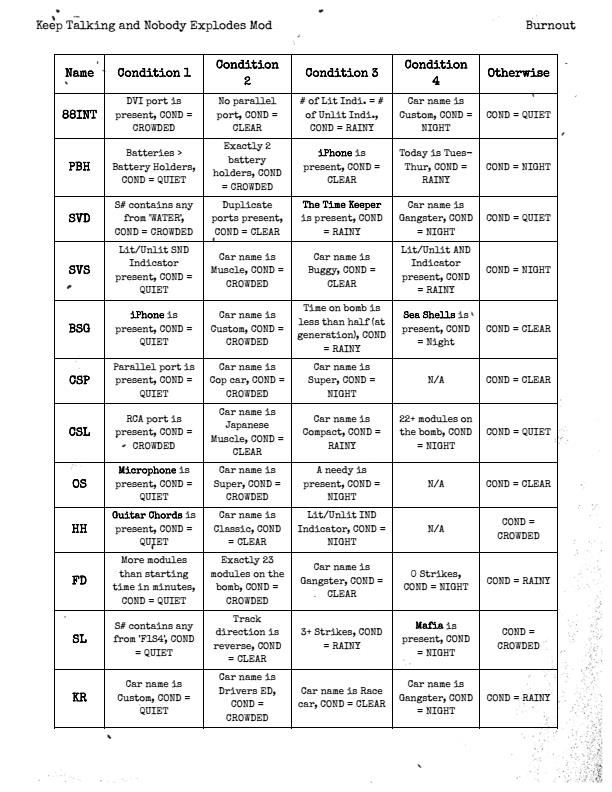 Keep Talking and Nobody Explodes Mod
Burnout
Name
Condition 1
Condition
2
Condition 3
Condition
4
Otherwise
88INT
DVI port is
present, COND =
CROWDED
No parallel
port, COND =
CLEAR
# of Lit Indi. = #
of Unlit Indi.,
COND = RAINY
Car name is
Custom, COND =
NIGHT
COND = QUIET
PBH
Batteries >
Battery Holders,
COND = QUIET
Exactly 2
battery
holders, COND
= CROWDED
iPhone is
present, COND =
CLEAR
Today is Tues-
Thur, COND =
RAINY
COND = NIGHT
SVD
S# contains any
from 'WATER',
COND = CROWDED
Duplicate
ports present,
COND = CLEAR
The Time Keeper
is present, COND
= RAINY
Car name is
Gangster, COND
= NIGHT
COND = QUIET
SVS
Lit/Unlit SND
Indicator
present, COND =
QUIET
Car name is
Muscle, COND =
CROWDED
Car name is
Buggy, COND =
CLEAR
Lit/Unlit AND
Indicator
present, COND
= RAINY
COND = NIGHT
BSG
iPhone is
present, COND =
QUIET
Car name is
Custom, COND =
CROWDED
Time on bomb is
less than half (at
generation), COND
= RAINY
Sea Shells is
present, COND
= Night
COND = CLEAR
CSP
Parallel port is
present, COND =
QUIET
Car name is
Cop car, COND =
CROWDED
Car name is
Super, COND =
NIGHT
N/A
COND = CLEAR
CSL
RCA port is
present, COND =
CROWDED
Car name is
Japanese
Muscle, COND =
CLEAR
Car name is
Compact, COND =
RAINY
22+ modules on
the bomb, COND
= NIGHT
COND = QUIET
OS
Microphone is
present, COND =
QUIET
Car name is
Super, COND =
CROWDED
A needy is
present, COND =
NIGHT
N/A
COND = CLEAR
HH
Guitar Chords is
present, COND =
QUIET
Car name is
Classic, COND
= CLEAR
Lit/Unlit IND
Indicator, COND =
NIGHT
N/A
COND =
CROWDED
FD
More modules
than starting
time in minutes,
COND = QUIET
Exactly 23
modules on the
bomb, COND =
CROWDED
Car name is
Gangster, COND =
CLEAR
0 Strikes,
COND = NIGHT
COND = RAINY
SL
S# contains any
from 'F1S4', COND
= QUIET
Track
direction is
reverse, COND
= CLEAR
3+ Strikes, COND
= RAINY
Mafia is
present, COND
= NIGHT
COND =
CROWDED
KR
Car name is
Custom, COND =
QUIET
Car name is
Drivers ED,
COND =
CROWDED
Car name is Race
car, COND = CLEAR
Car name is
Gangster, COND
= NIGHT
COND = RAINY